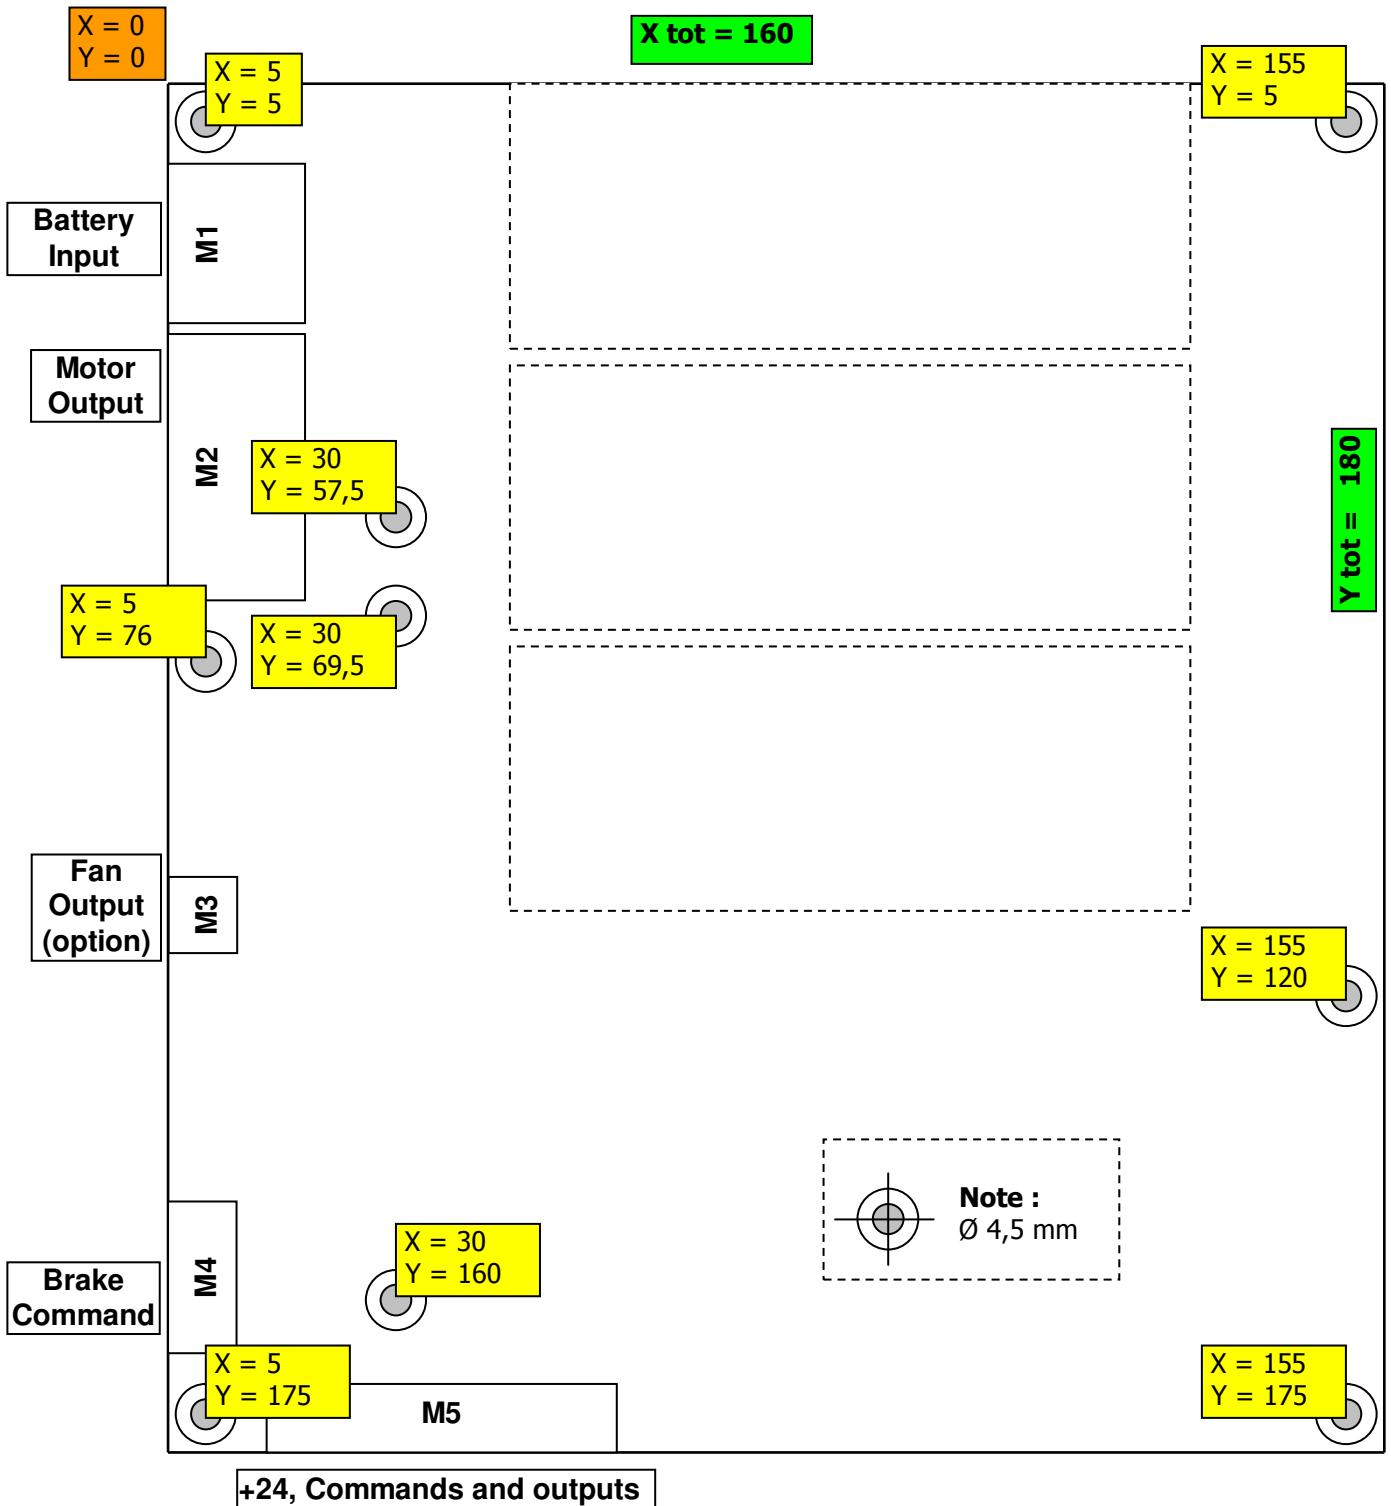 X = 0
Y = 0
X tot = 160
X = 5
Y = 5
X = 155
Y = 5
Battery
Input
M1
Motor
Output
M2
X = 30
Y = 57,5
Y tot = 180
X = 5
Y = 76
X = 30
Y = 69,5
Fan
Output
(option)
M3
X = 155
Y = 120
Note :
Ø 4,5 mm
M4
X = 30
Y = 160
Brake
Command
X = 5
Y = 175
M5
X = 155
Y = 175
+24, Commands and outputs